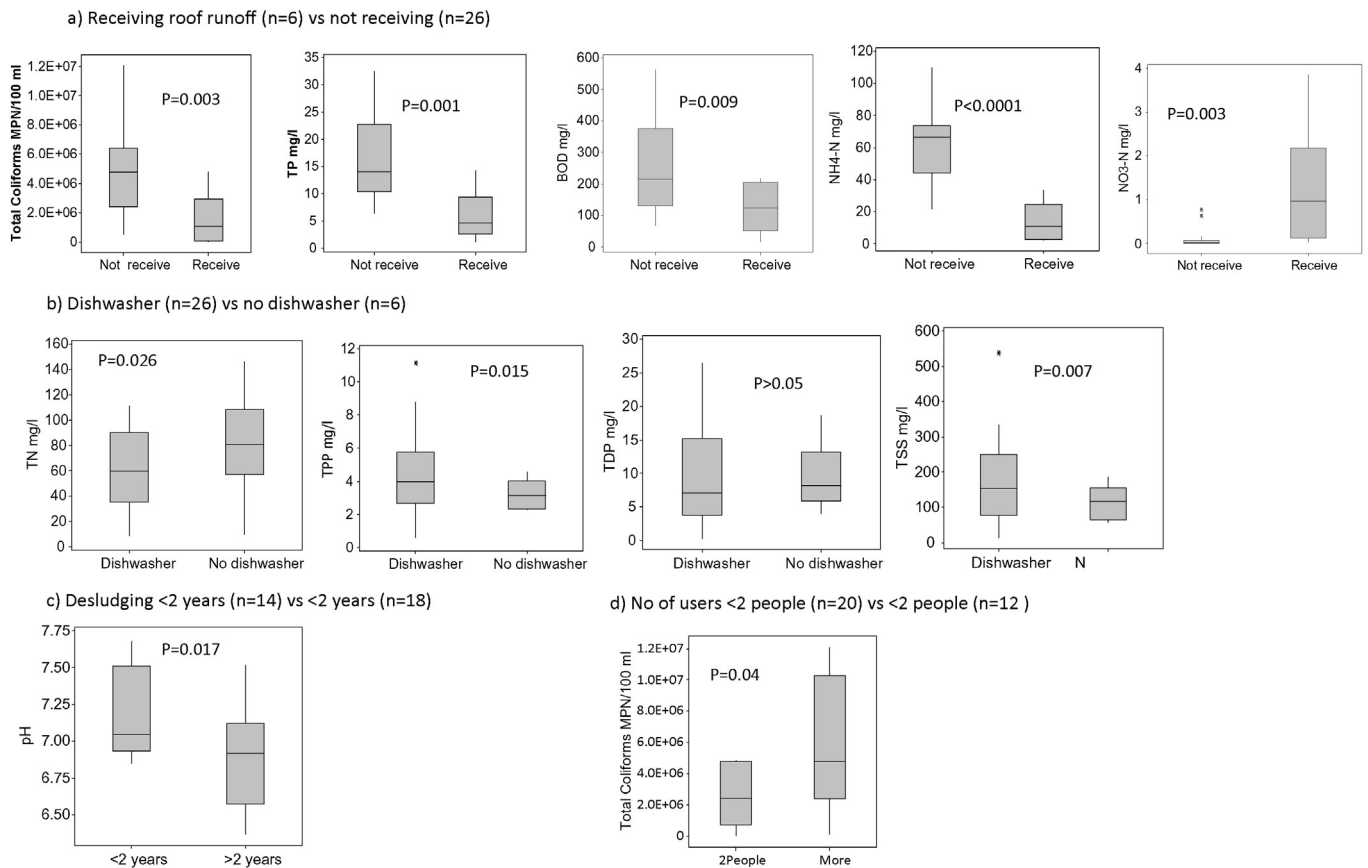 a) Receiving roof runoff (n=6) vs not receiving (n=26)
Total Coliforms MPN/100 ml
1.2E+07
1.0E+07
8.0E+06
6.0E+06
4.0E+06
2.0E+06
0
P=0.003
Not receive Receive
TP mg/l
35
30
25
20
15
10
5
0
P=0.001
Not receive Receive
BOD mg/l
600
500
400
300
200
100
0
P=0.009
Not receive Receive
NH4-N mg/l
120
100
80
60
40
20
0
P<0.0001
Not receive Receive
NO3-N mg/l
4
3
2
1
0
P=0.003
Not receive Receive
b) Dishwasher (n=26) vs no dishwasher (n=6)
TN mg/l
160
140
120
100
80
60
40
20
0
P=0.026
Dishwasher No dishwasher
TPP mg/l
12
10
8
6
4
2
0
P=0.015
Dishwasher No dishwasher
TDP mg/l
30
25
20
15
10
5
0
P>0.05
Dishwasher No dishwasher
TSS mg/l
600
500
400
300
200
100
0
P=0.007
Dishwasher N
c) Desludging <2 years (n=14) vs <2 years (n=18)
pH
7.75
7.50
7.25
7.00
6.75
6.50
P=0.017
<2 years >2 years
d) No of users <2 people (n=20) vs <2 people (n=12 )
Total Coliforms MPN/100 ml
1.2E+07
1.0E+07
8.0E+06
6.0E+06
4.0E+06
2.0E+06
0
P=0.04
2People More